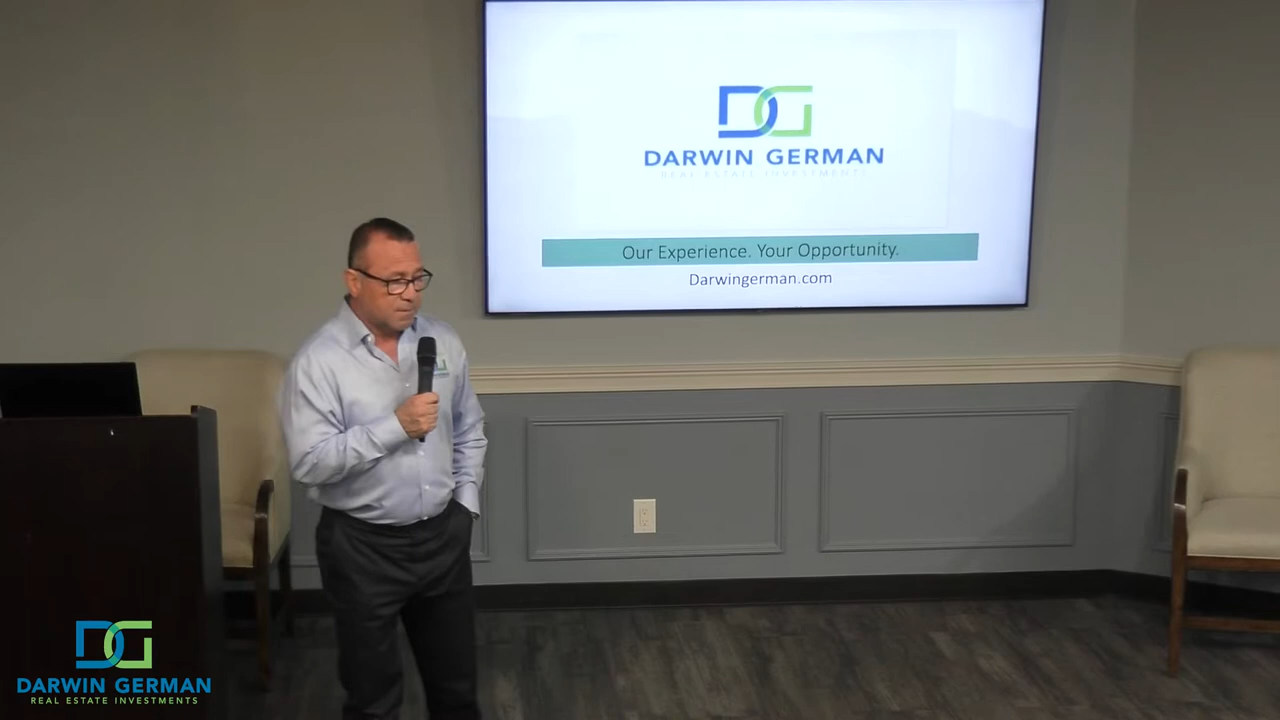 DG
DARWIN GERMAN
REAL ESTATE INVESTMENTS
Our Experience. Your Opportunity.
Darwingerman.com
DG
DARWIN GERMAN
REAL ESTATE INVESTMENTS